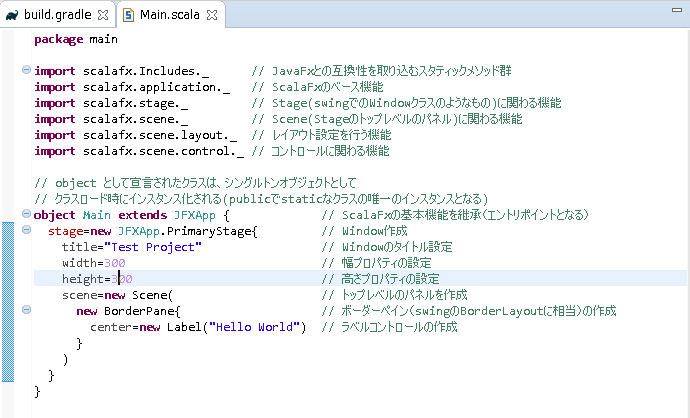 build.gradle Main.scala
package main
import scalafx.Includes._ // JavaFxとの互換性を取り込むスタティックメソッド群
import scalafx.application._ // ScalaFxのベース機能
import scalafx.stage._ // Stage(swingでのWindowクラスのようなもの)に関わる機能
import scalafx.scene._ // Scene(Stageのトップレベルのパネル)に関わる機能
import scalafx.scene.layout._ // レイアウト設定を行う機能
import scalafx.scene.control._ // コントロールに関わる機能
// object として宣言されたクラスは、シングルトンオブジェクトとして
// クラスロード時にインスタンス化される(publicでstaticなクラスの唯一のインスタンスとなる)
object Main extends JFXApp { // ScalaFxの基本機能を継承(エントリポイントとなる)
stage=new JFXApp.PrimaryStage{ // Window作成
title="Test Project" // Windowのタイトル設定
width=300 // 幅プロパティの設定
height=300 // 高さプロパティの設定
scene=new Scene( // トップレベルのパネルを作成
new BorderPane{ // ボーダーペイン(swingのBorderLayoutに相当)の作成
center=new Label("Hello World") // ラベルコントロールの作成
}
)
}
}